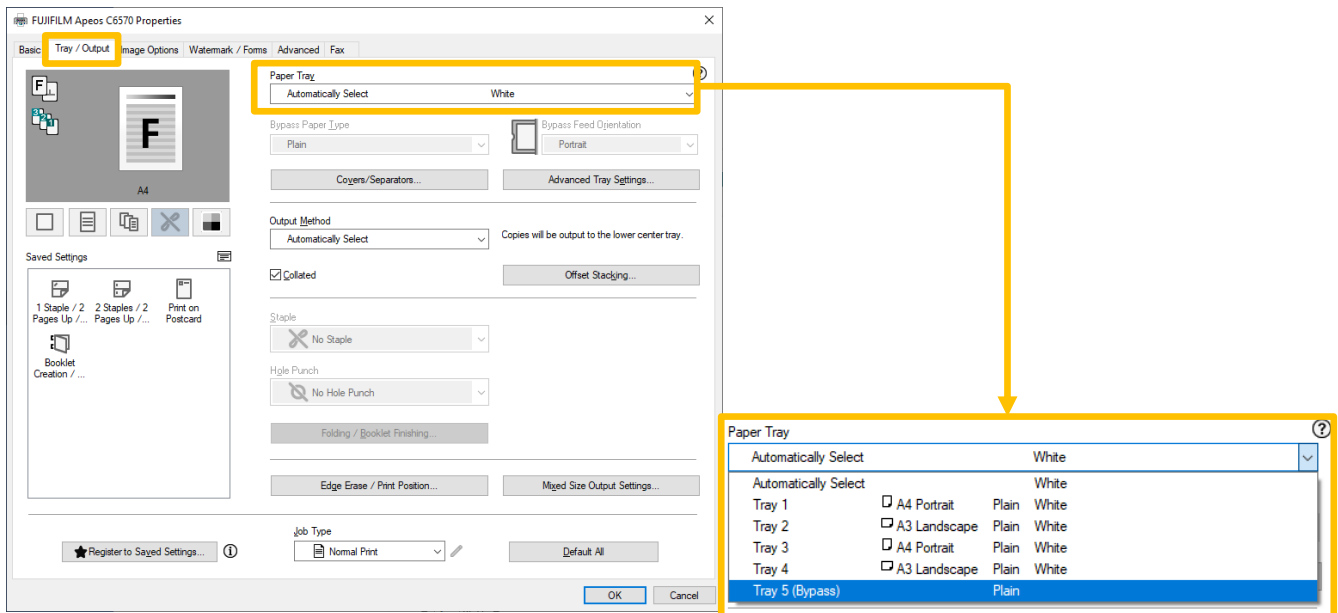 FUJIFILM Apeos C6570 Properties
Basic Tray / Output Image Options Watermark / Forms Advanced Fax
F
F
A4
Saved Settings
1 Staple / 2 Pages Up /...
2 Staples / 2 Pages Up /...
Print on Postcard
Booklet Creation / ...
Register to Saved Settings...
Paper Tray
Automatically Select White
Bypass Paper Type
Plain
Bypass Feed Orientation
Portrait
Covers/Separators...
Advanced Tray Settings...
Output Method
Automatically Select
Copies will be output to the lower center tray.
Collated
Offset Stacking...
Staple
No Staple
Hole Punch
No Hole Punch
Folding / Booklet Finishing...
Edge Erase / Print Position...
Mixed Size Output Settings...
Job Type
Normal Print
Default All
OK
Cancel
Paper Tray
Automatically Select White
Automatically Select White
Tray 1 A4 Portrait Plain White
Tray 2 A3 Landscape Plain White
Tray 3 A4 Portrait Plain White
Tray 4 A3 Landscape Plain White
Tray 5 (Bypass) Plain